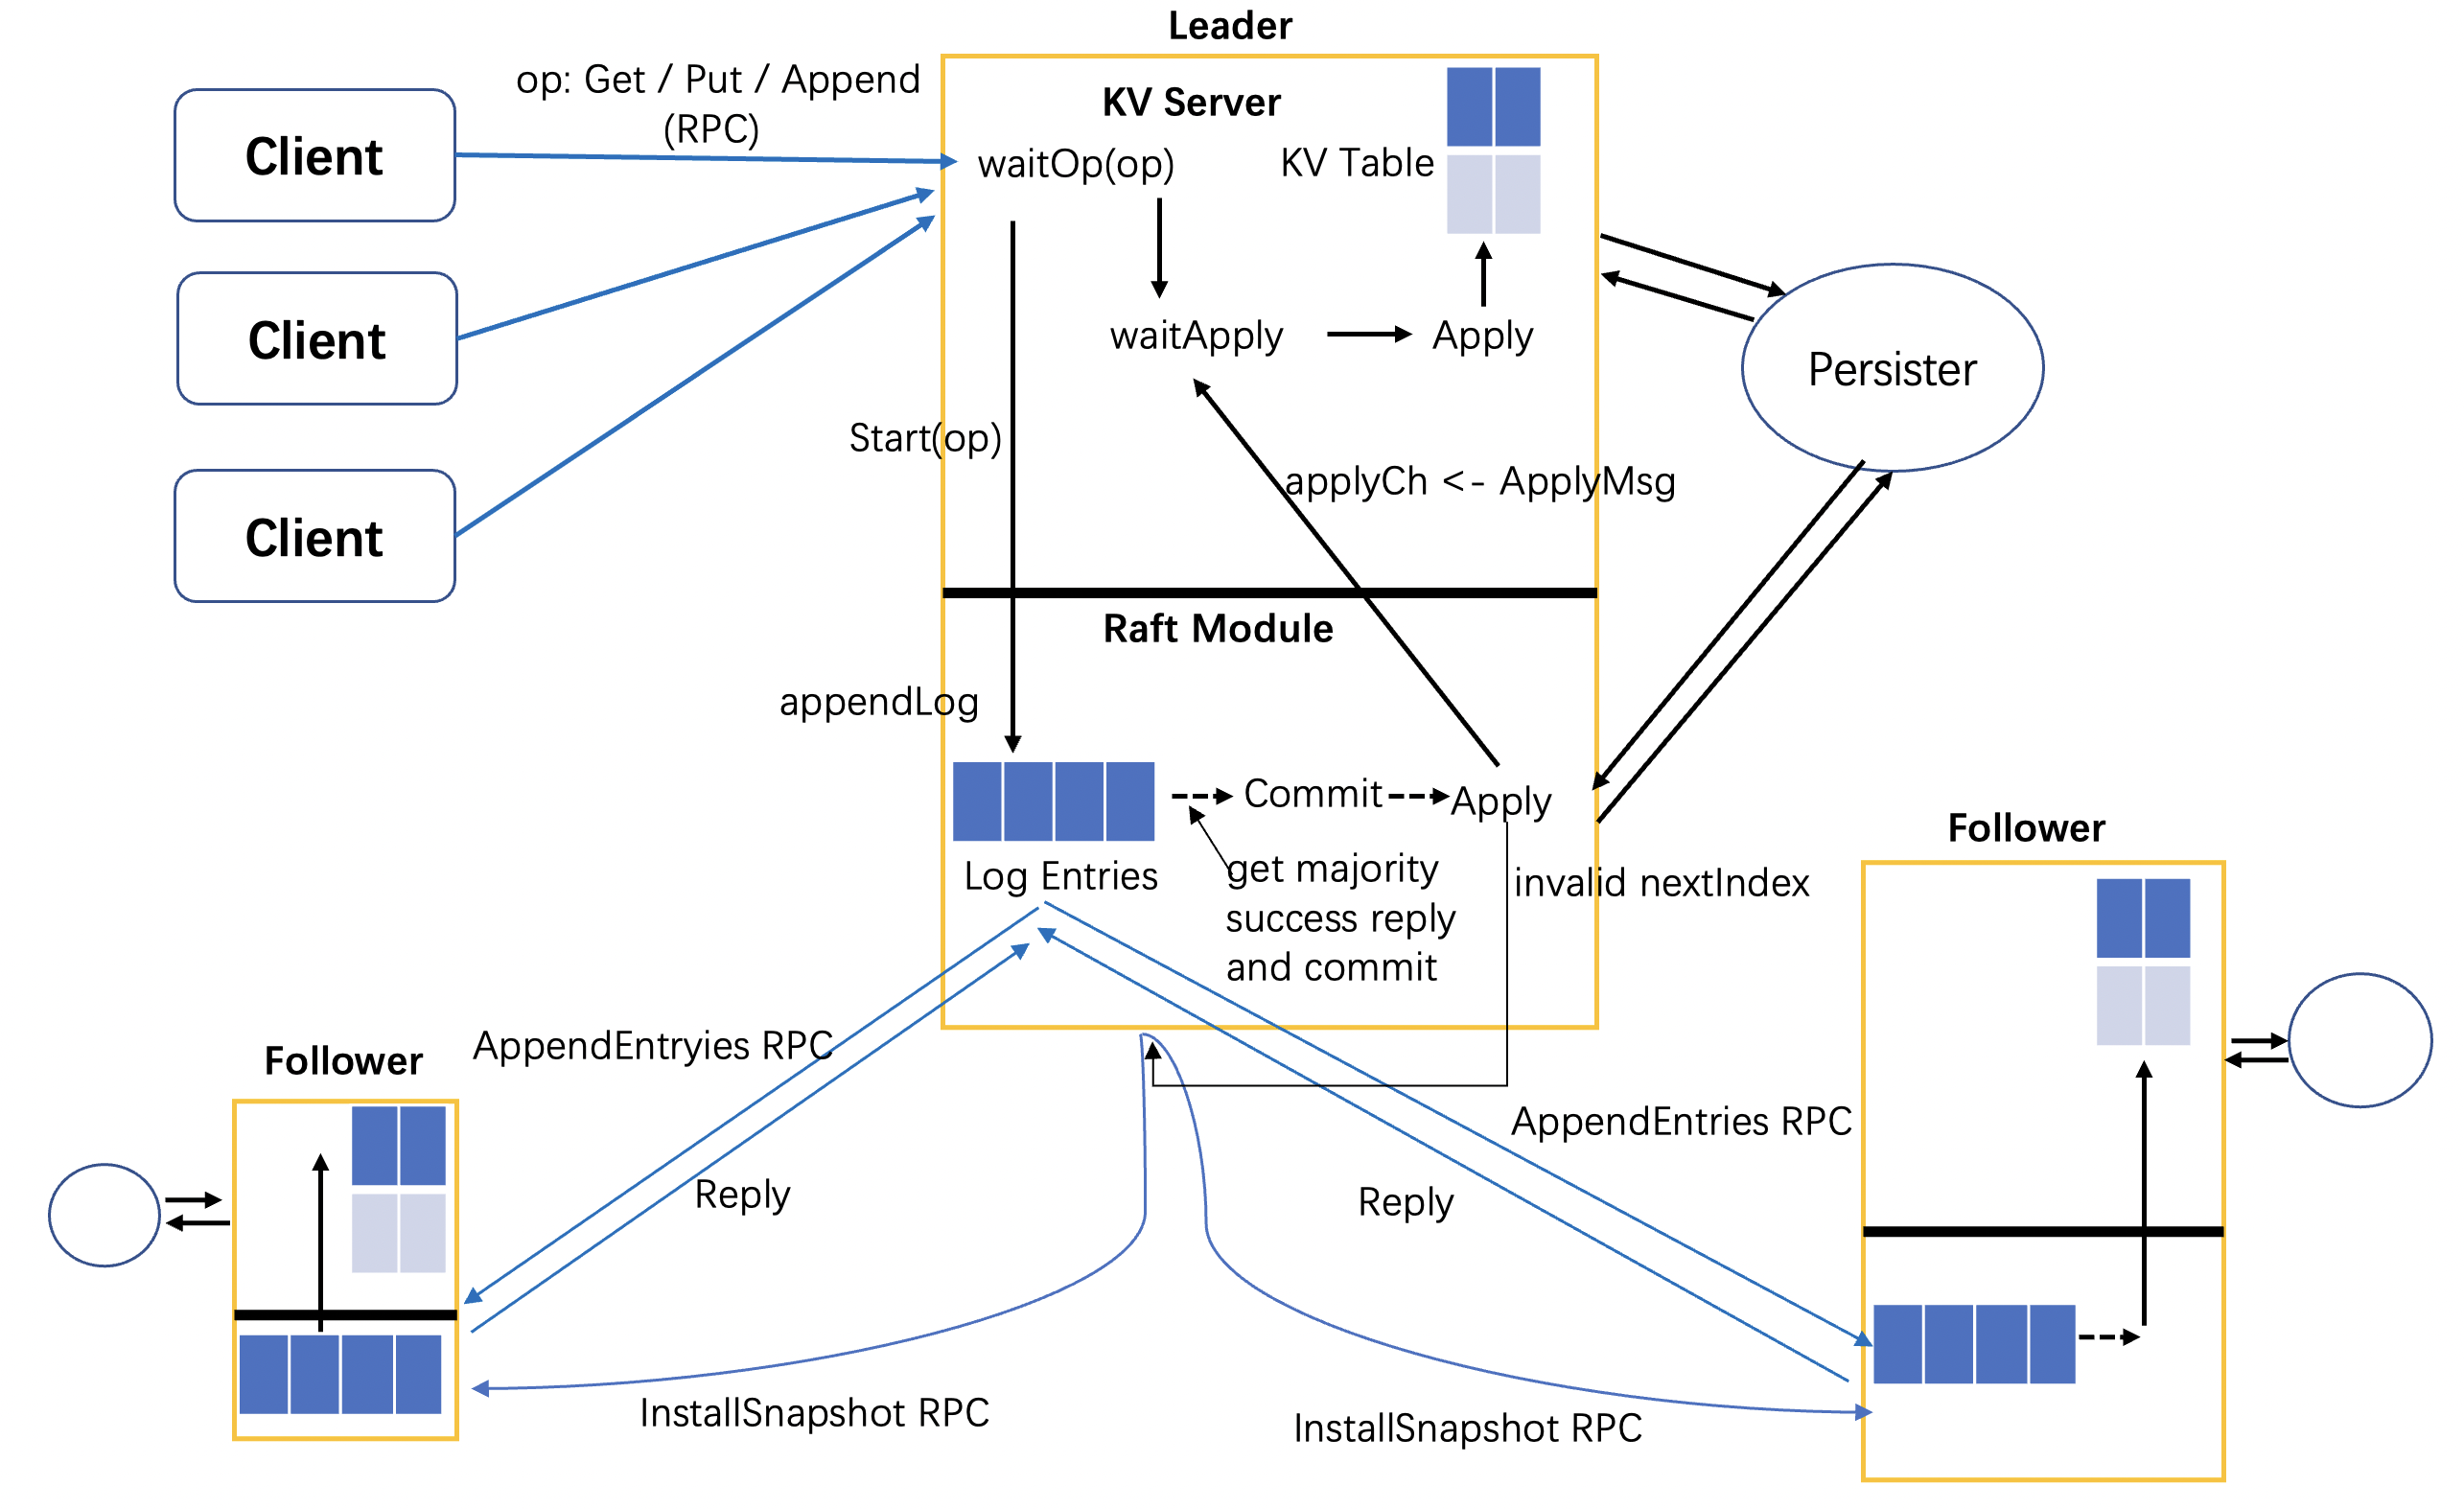 Leader
op: Get / Put / Append
(RPC)
KV Server
Client
waitOp(op)
KV Table
Client
waitApply
Apply
Persister
Client
Start(op)
applyCh <- ApplyMsg
Raft Module
appendLog
Commit
Apply
Log Entries
get majority
success reply
and commit
invalid nextIndex
Follower
AppendEntryies RPC
Follower
AppendEntries RPC
Reply
Reply
InstallSnapshot RPC
InstallSnapshot RPC